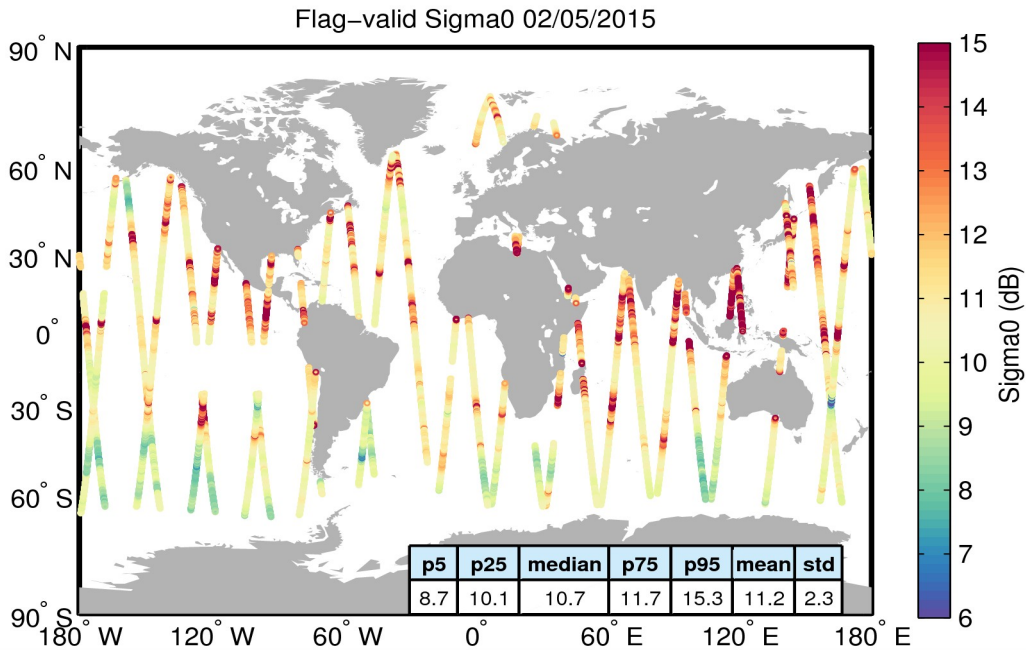 Flag−valid Sigma0 02/05/2015
90° N
60° N
30° N
0°
30° S
60° S
90° S
180° W
120° W
60° W
0°
60° E
120° E
180° E
15
14
13
12
11
10
9
8
7
6
Sigma0 (dB)
p5 p25 median p75 p95 mean std
8.7 10.1 10.7 11.7 15.3 11.2 2.3